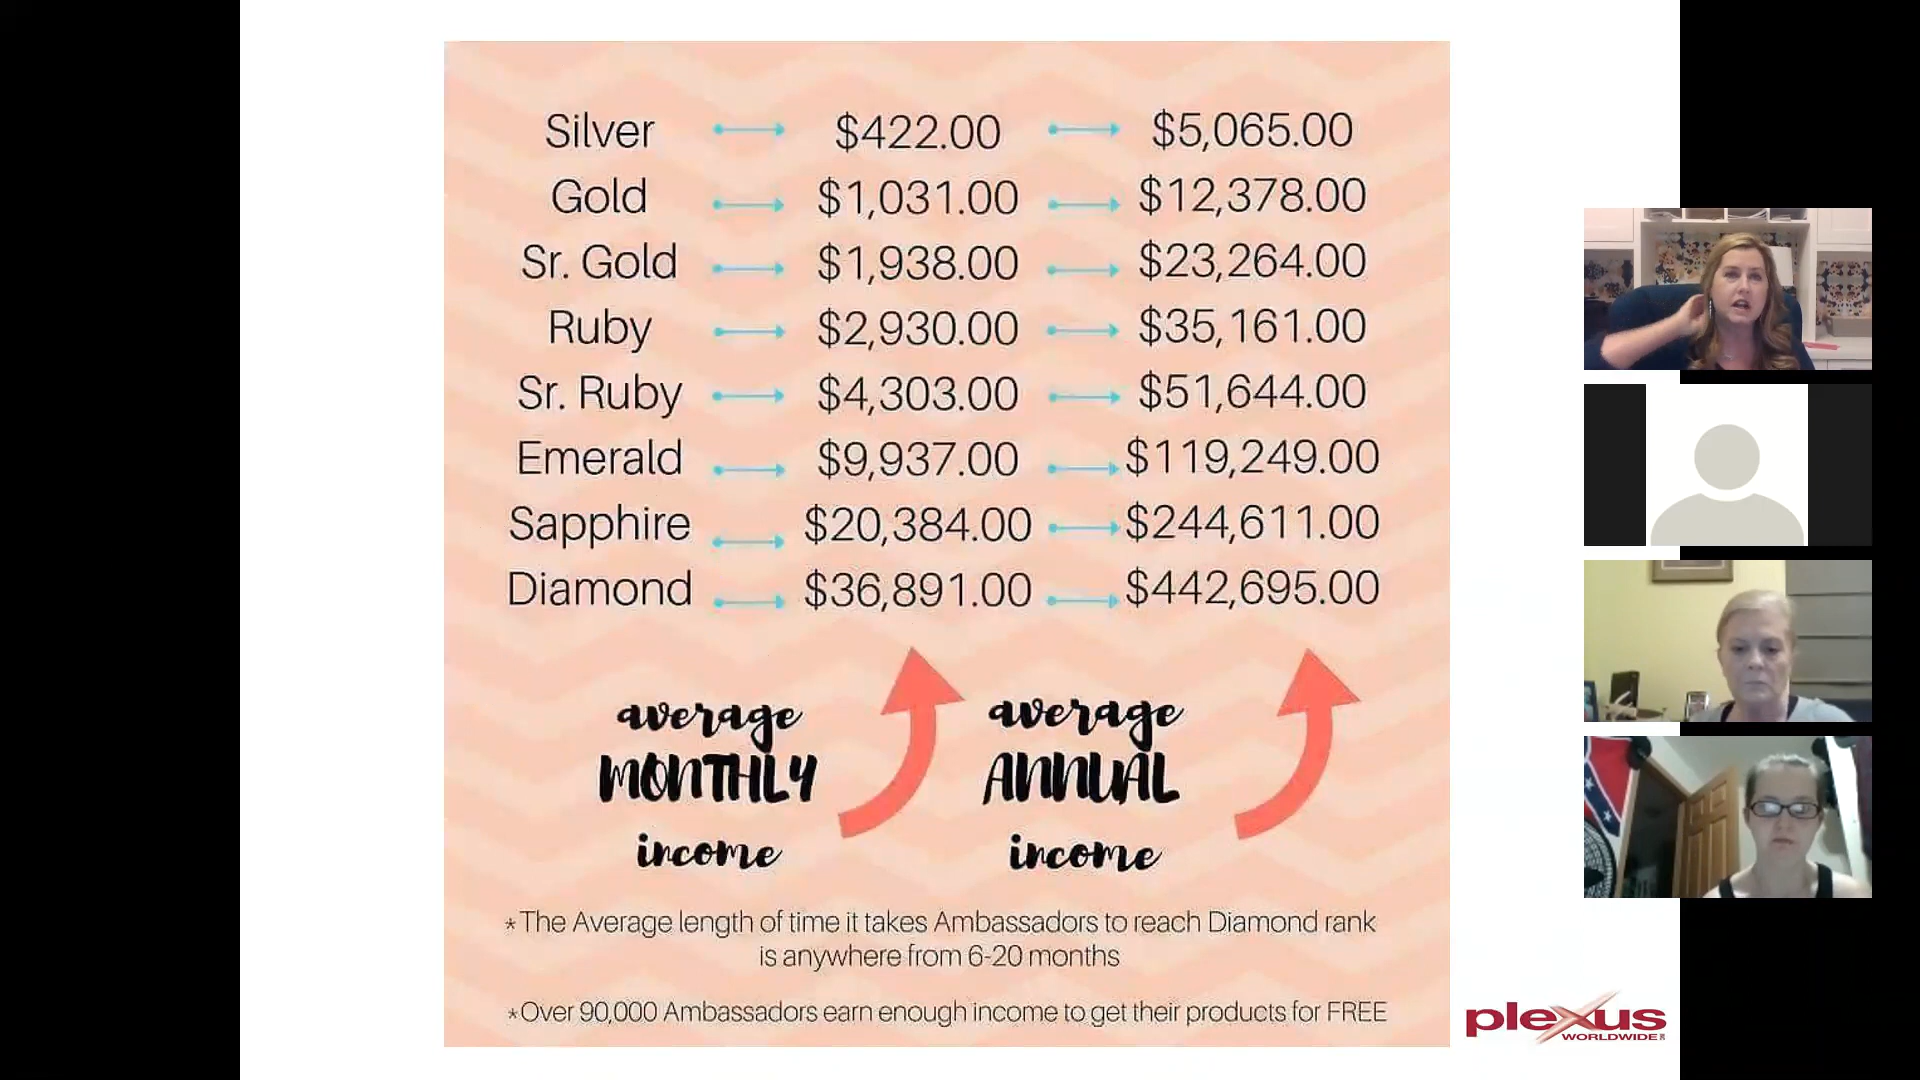 Silver $422.00 $5,065.00
Gold $1,031.00 $12,378.00
Sr. Gold $1,938.00 $23,264.00
Ruby $2,930.00 $35,161.00
Sr. Ruby $4,303.00 $51,644.00
Emerald $9,937.00 $119,249.00
Sapphire $20,384.00 $244,611.00
Diamond $36,891.00 $442,695.00
average
MONTHLY
income
average
ANNUAL
income
*The Average length of time it takes Ambassadors to reach Diamond rank
is anywhere from 6-20 months
*Over 90,000 Ambassadors earn enough income to get their products for FREE
plexus
WORLDWIDE